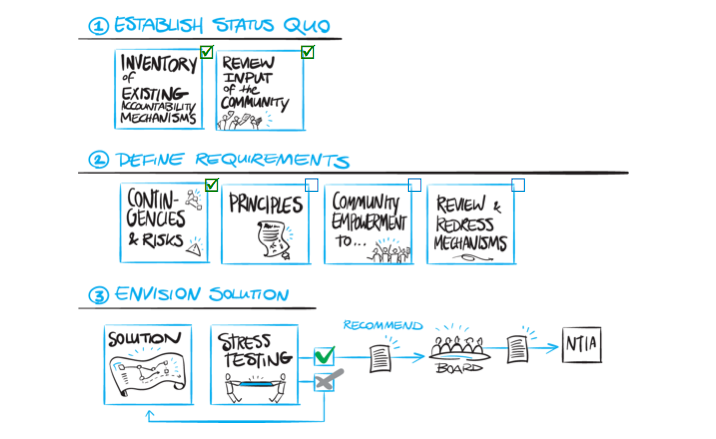 1 ESTABLISH STATUS QUO
INVENTORY
of
EXISTING
ACCOUNTABILITY
MECHANISMS
REVIEW
INPUT
of the
COMMUNITY
2 DEFINE REQUIREMENTS
CONTIN-
GENCIES
& RISKS
PRINCIPLES
COMMUNITY
EMPOWERMENT
TO...
REVIEW &
REDRESS
MECHANISMS
3 ENVISION SOLUTION
SOLUTION
STRESS
TESTING
RECOMMEND
BOARD
NTIA